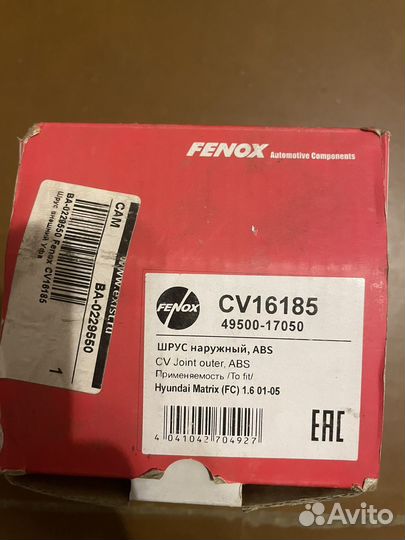 FENOX Automotive Components
FENOX
CV16185
49500-17050
ШРУС наружный, ABS
CV Joint outer, ABS
Применяемость /To fit/
Hyundai Matrix (FC) 1.6 01-05
4 041042 704927
EAC
CAM
www.exist.ru
BA-0229550
BA-0229550 Fenox CV16185
Шрус внешний Уфа
1
Avito